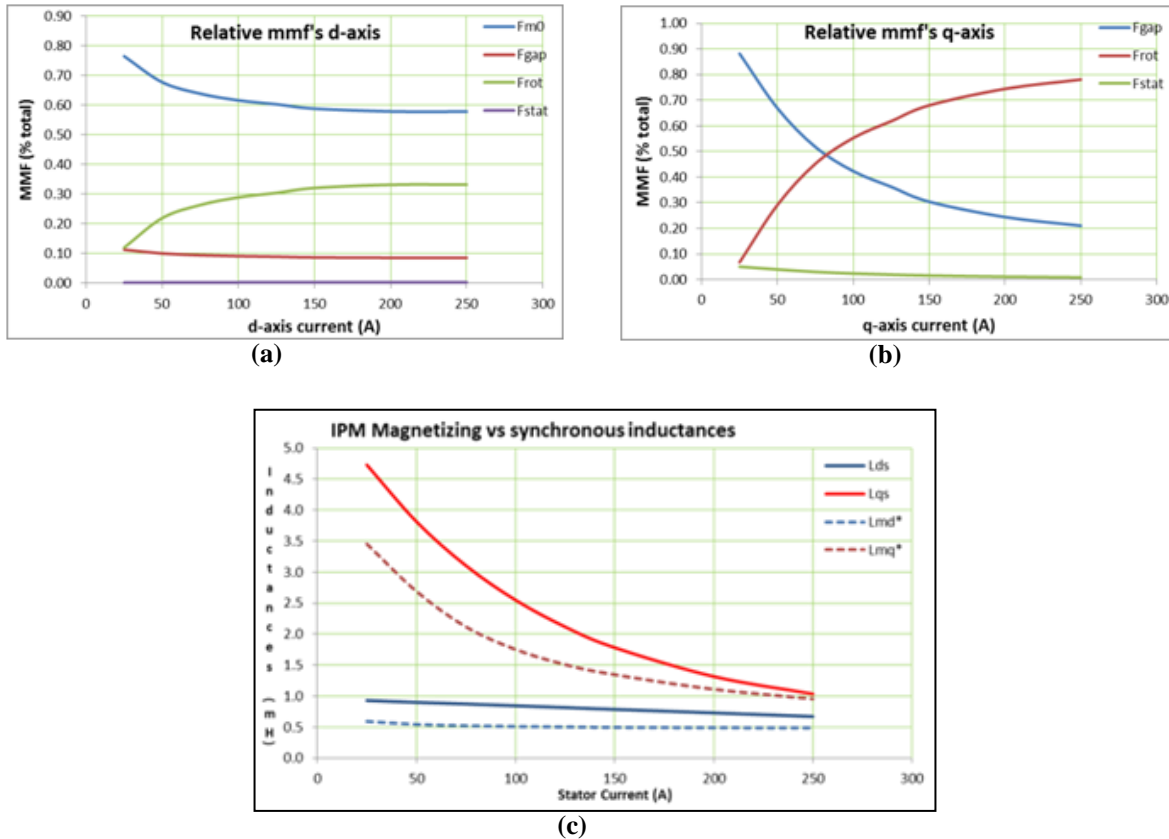 Relative mmf's d-axis
MMF (% total)
0.90
0.80
0.70
0.60
0.50
0.40
0.30
0.20
0.10
0.00
0 50 100 150 200 250 300
d-axis current (A)
Fm0
Fgap
Frot
Fstat
(a)
Relative mmf's q-axis
MMF (% total)
1.00
0.90
0.80
0.70
0.60
0.50
0.40
0.30
0.20
0.10
0.00
0 50 100 150 200 250 300
q-axis current (A)
Fgap
Frot
Fstat
(b)
IPM Magnetizing vs synchronous inductances
Inductances (mH)
5.0
4.5
4.0
3.5
3.0
2.5
2.0
1.5
1.0
0.5
0.0
0 50 100 150 200 250 300
Stator Current (A)
Lds
Lqs
Lmd*
Lmq*
(c)